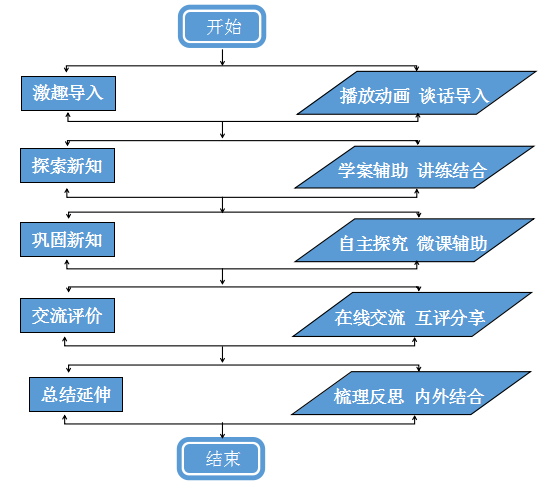 开始
激趣导入
播放动画 谈话导入
探索新知
学案辅助 讲练结合
巩固新知
自主探究 微课辅助
交流评价
在线交流 互评分享
总结延伸
梳理反思 内外结合
结束